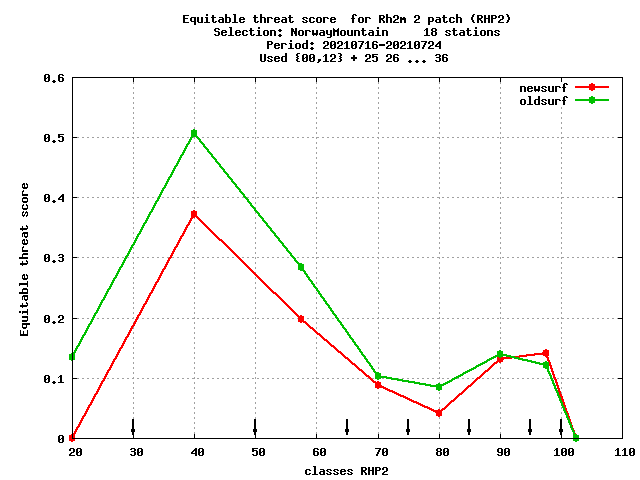 Equitable threat score  for Rh2m 2 patch (RHP2)
Selection: NorwayMountain     18 stations
Period: 20210716-20210724
Used {00,12} + 25 26 ... 36
newsurf
oldsurf
Equitable threat score
0.6
0.5
0.4
0.3
0.2
0.1
0
20 30 40 50 60 70 80 90 100 110
classes RHP2